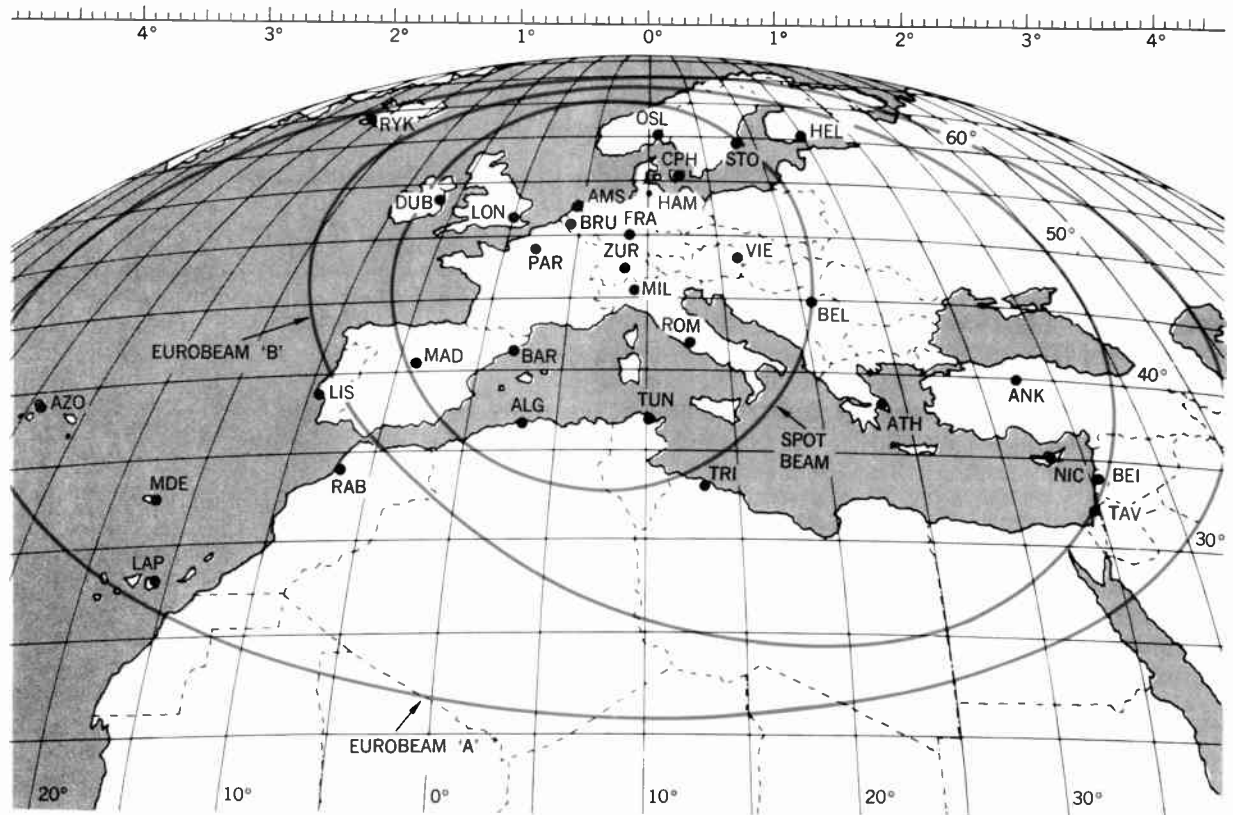 4° 3° 2° 1° 0° 1° 2° 3° 4°
RYK
OSL
HEL
60°
STO
CPH
DUB
LON
AMS
HAM
BRU
FRA
50°
PAR
ZUR
VIE
MIL
BEL
ROM
EUROBEAM 'B'
MAD
BAR
40°
LIS
ANK
AZO
ALG
TUN
ATH
SPOT
BEAM
RAB
TRI
NIC
BEI
MDE
TAV
30°
LAP
EUROBEAM 'A'
20° 10° 0° 10° 20° 30°